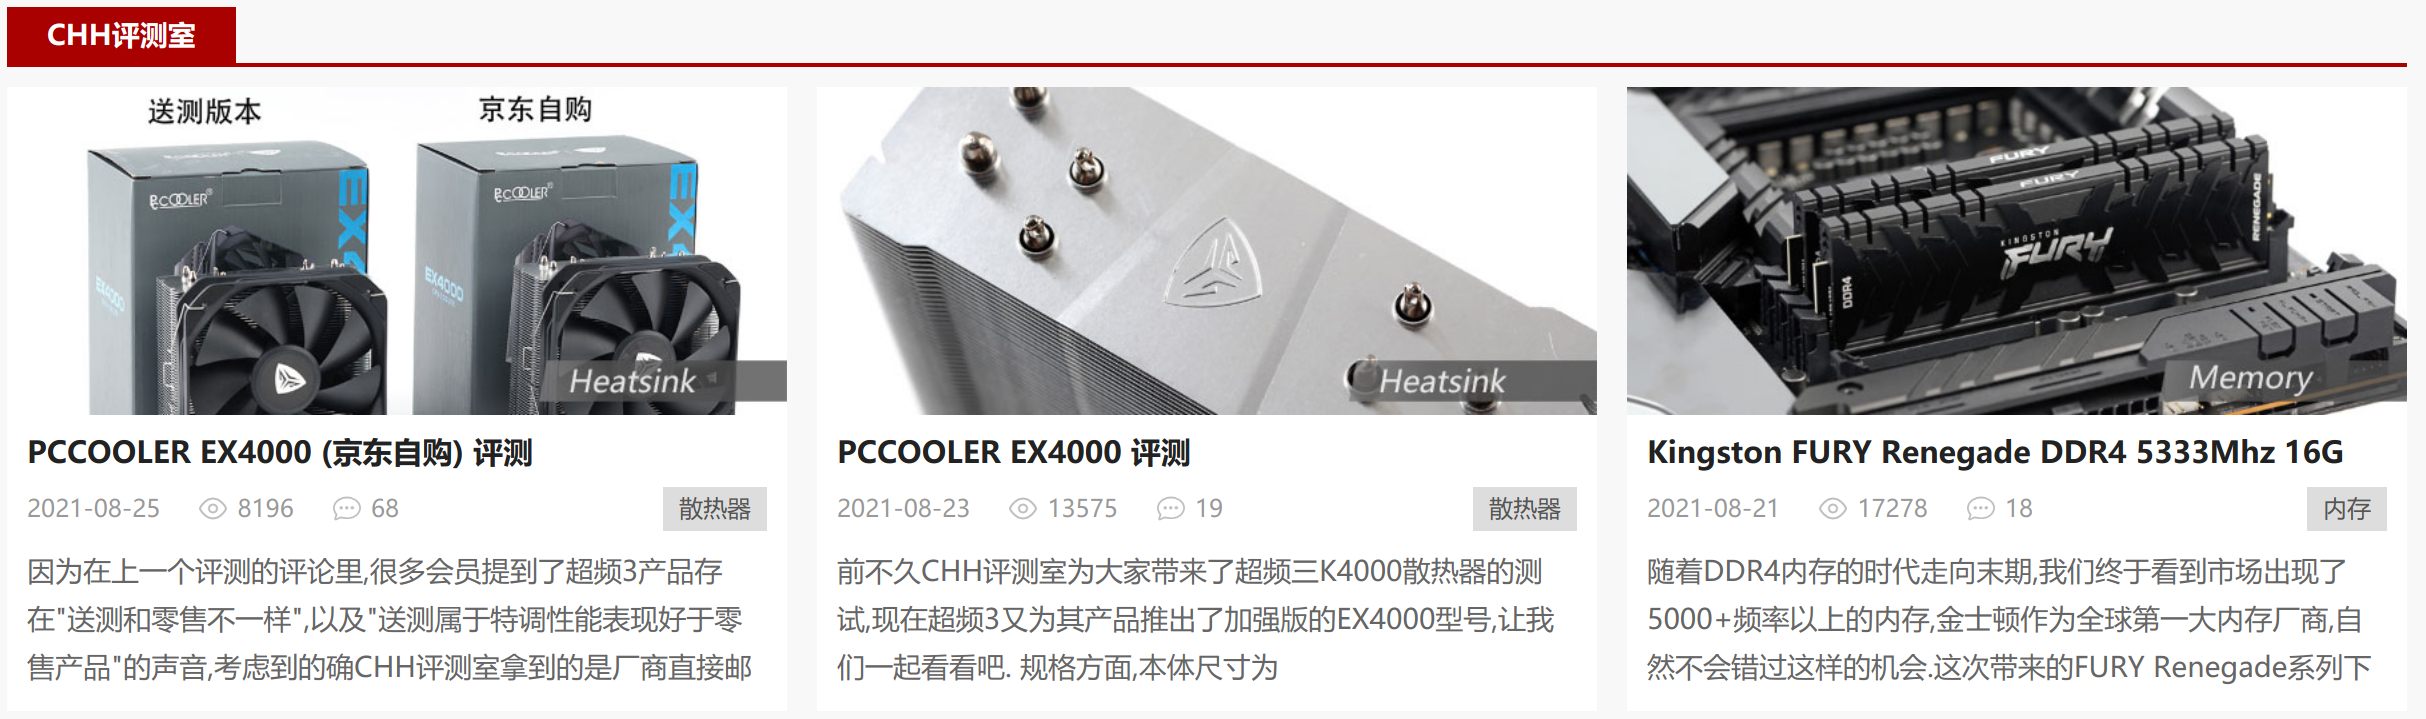 CHH评测室
送测版本
京东自购
PCCOOLER
EX4000
PCCOOLER
EX4000
Heatsink
PCCOOLER EX4000 (京东自购) 评测
2021-08-25 8196 68 散热器
因为在上一个评测的评论里,很多会员提到了超频3产品存
在"送测和零售不一样",以及"送测属于特调性能表现好于零
售产品"的声音,考虑到的确CHH评测室拿到的是厂商直接邮
Heatsink
PCCOOLER EX4000 评测
2021-08-23 13575 19 散热器
前不久CHH评测室为大家带来了超频三K4000散热器的测
试,现在超频3又为其产品推出了加强版的EX4000型号,让我
们一起看看吧. 规格方面,本体尺寸为
FURY
FURY
RENEGADE
KINGSTON
FURY
DDR4
Memory
Kingston FURY Renegade DDR4 5333Mhz 16G
2021-08-21 17278 18 内存
随着DDR4内存的时代走向末期,我们终于看到市场出现了
5000+频率以上的内存,金士顿作为全球第一大内存厂商,自
然不会错过这样的机会.这次带来的FURY Renegade系列下